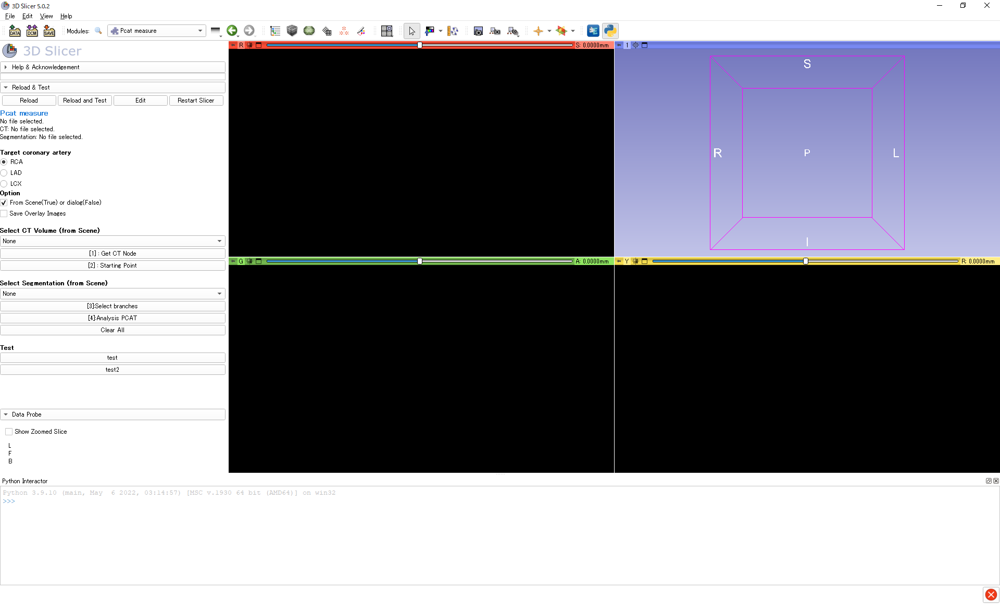 3D Slicer 5.0.2
File Edit View Help
DATA DCM SAVE Modules: Pcat measure
3D Slicer
Help & Acknowledgement
Reload & Test
Reload Reload and Test Edit Restart Slicer
Pcat measure
No file selected.
CT: No file selected.
Segmentation: No file selected.
Target coronary artery
RCA
LAD
LCX
Option
From Scene(True) or dialog(False)
Save Overlay Images
Select CT Volume (from Scene)
None
[1] : Get CT Node
[2] : Starting Point
Select Segmentation (from Scene)
None
[3]:Select branches
[4]:Analysis PCAT
Clear All
Test
test
test2
Data Probe
Show Zoomed Slice
L
F
B
R S: 0.0000mm
1
S
R P L
I
G A: 0.0000mm
Y R: 0.0000mm
Python Interactor
Python 3.9.10 (main, May  6 2022, 03:14:57) [MSC v.1930 64 bit (AMD64)] on win32
>>>